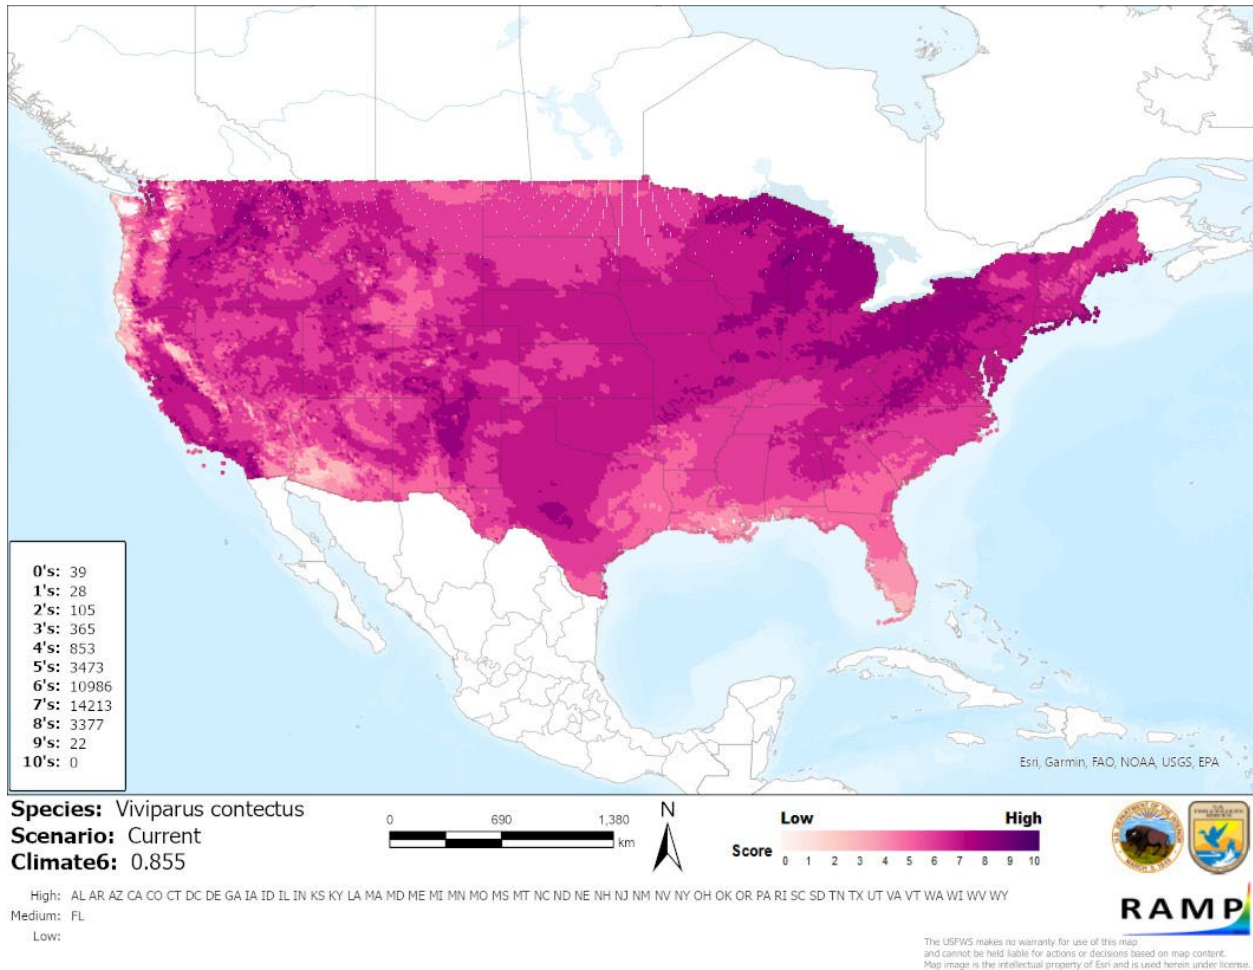 0's: 39
1's: 28
2's: 105
3's: 365
4's: 853
5's: 3473
6's: 10986
7's: 14213
8's: 3377
9's: 22
10's: 0
Esri, Garmin, FAO, NOAA, USGS, EPA
Species: Viviparus contectus
Scenario: Current
Climate6: 0.855
0 690 1,380
km
N
Low High
Score 0 1 2 3 4 5 6 7 8 9 10
High: AL AR AZ CA CO CT DC DE GA IA ID IL IN KS KY LA MA MD ME MI MN MO MS MT NC ND NE NH NJ NM NV NY OH OK OR PA RI SC SD TN TX UT VA VT WA WI WV WY
Medium: FL
Low:
RAMP
The USFWS makes no warranty for use of this map
and cannot be held liable for actions or decisions based on map content.
Map image is the intellectual property of Esri and is used herein under license.